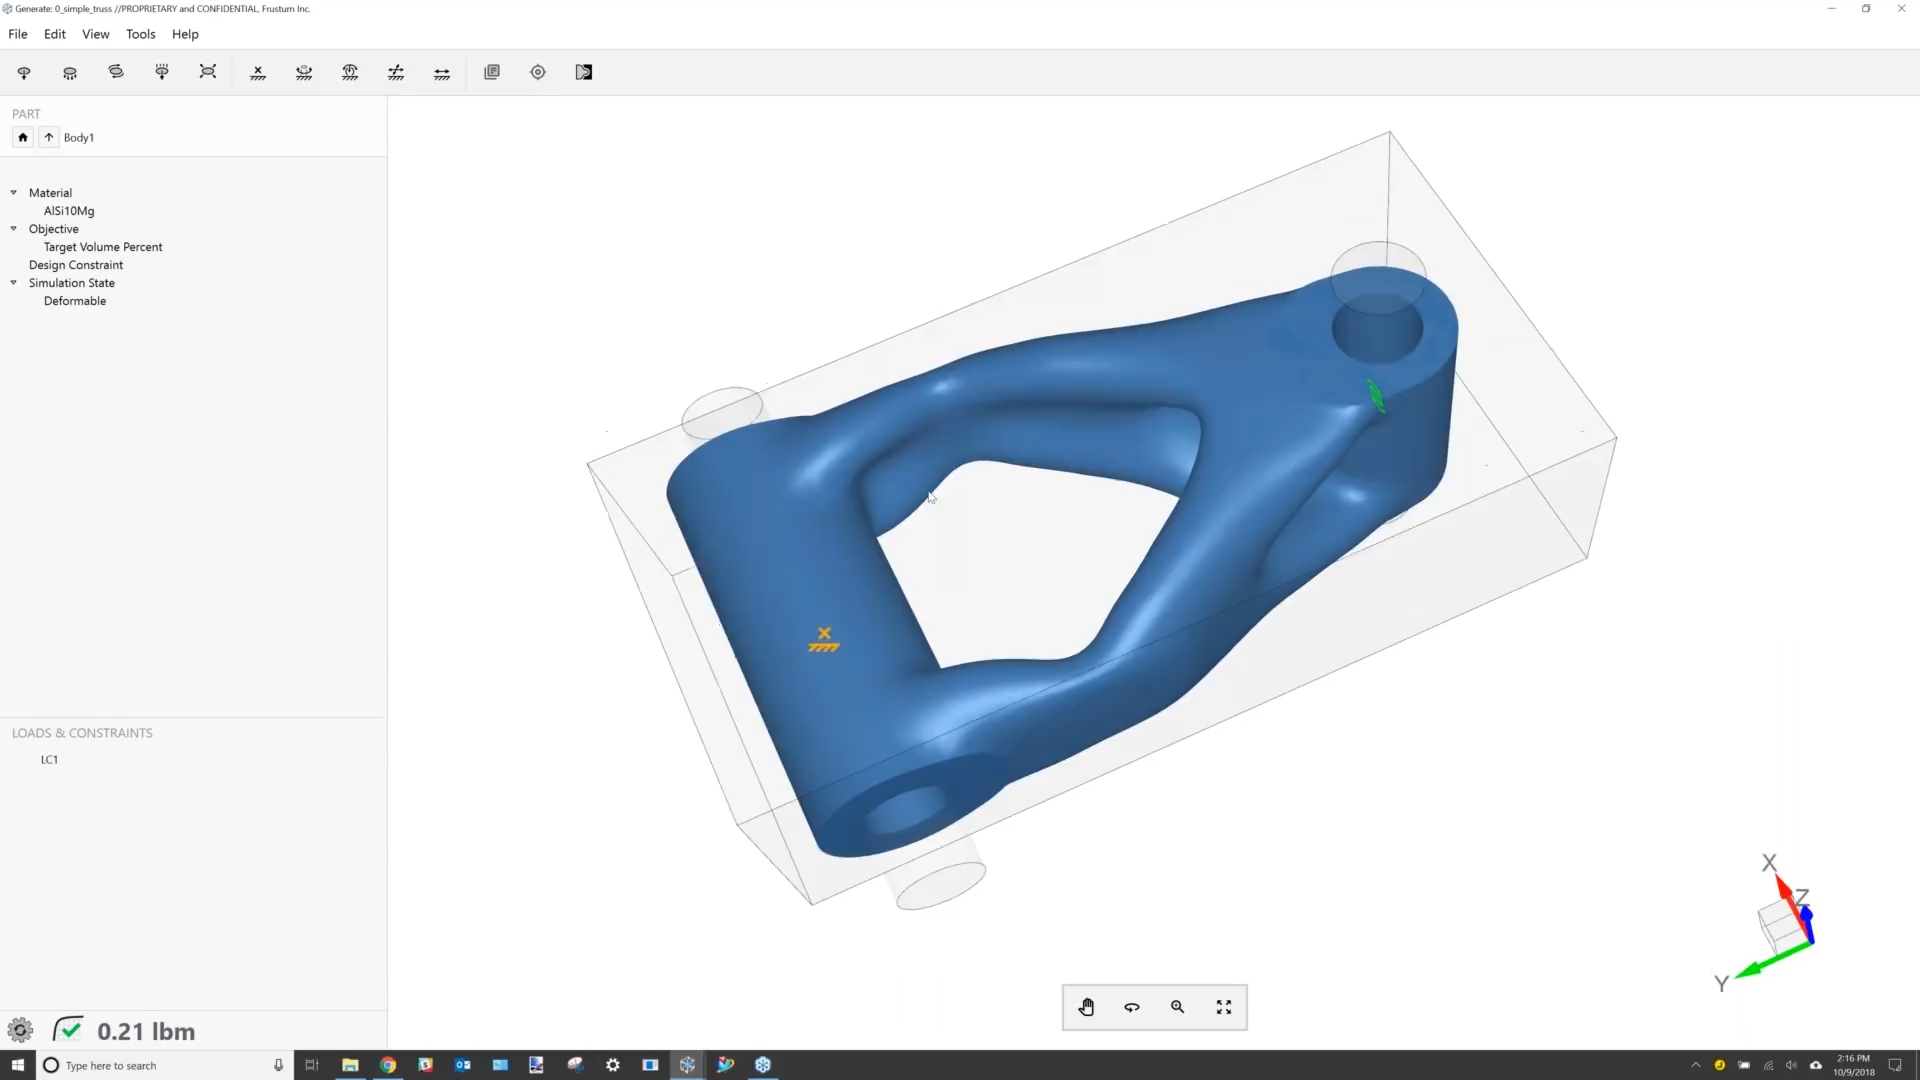 Generate: 0_simple_truss //PROPRIETARY and CONFIDENTIAL, Frustum Inc.
File Edit View Tools Help
PART
Body1
Material
AlSi10Mg
Objective
Target Volume Percent
Design Constraint
Simulation State
Deformable
LOADS & CONSTRAINTS
LC1
X
Z
Y
0.21 lbm
Type here to search
2:16 PM
10/9/2018